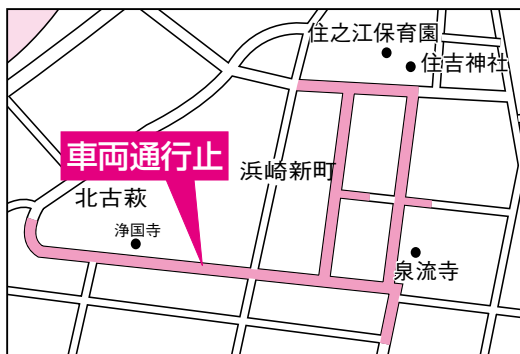 住之江保育園
住吉神社
車両通行止
浜崎新町
北古萩
浄国寺
泉流寺